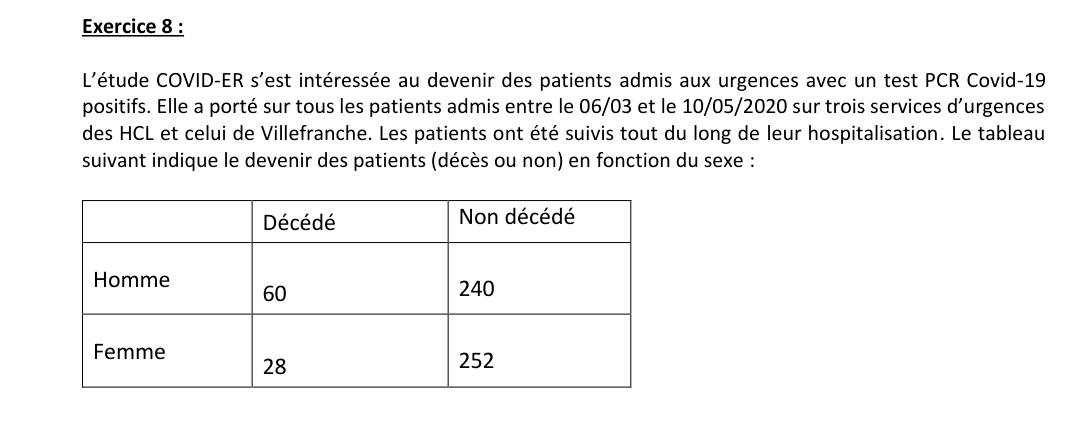 Exercice 8 :
L’étude COVID-ER s’est intéressée au devenir des patients admis aux urgences avec un test PCR Covid-19
positifs. Elle a porté sur tous les patients admis entre le 06/03 et le 10/05/2020 sur trois services d’urgences
des HCL et celui de Villefranche. Les patients ont été suivis tout du long de leur hospitalisation. Le tableau
suivant indique le devenir des patients (décès ou non) en fonction du sexe :
Décédé Non décédé
Homme 60 240
Femme 28 252